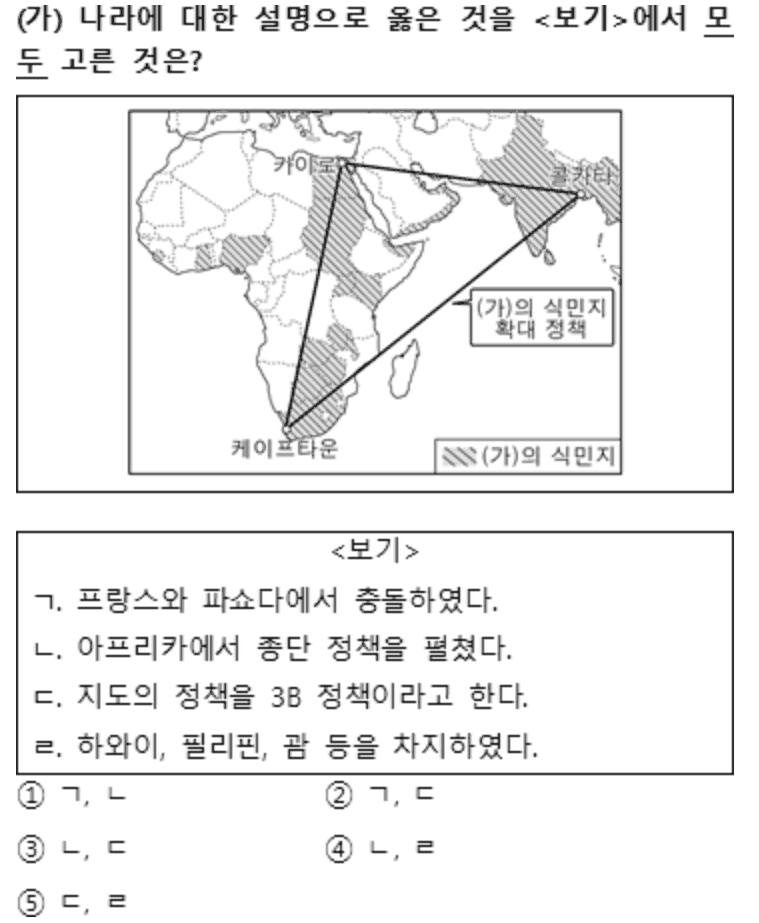 (가) 나라에 대한 설명으로 옳은 것을 <보기>에서 모
두 고른 것은?
카이로
콜카타
(가)의 식민지
확대 정책
케이프타운
(가)의 식민지
<보기>
ㄱ. 프랑스와 파쇼다에서 충돌하였다.
ㄴ. 아프리카에서 종단 정책을 펼쳤다.
ㄷ. 지도의 정책을 3B 정책이라고 한다.
ㄹ. 하와이, 필리핀, 괌 등을 차지하였다.
① ㄱ, ㄴ ② ㄱ, ㄷ
③ ㄴ, ㄷ ④ ㄴ, ㄹ
⑤ ㄷ, ㄹ